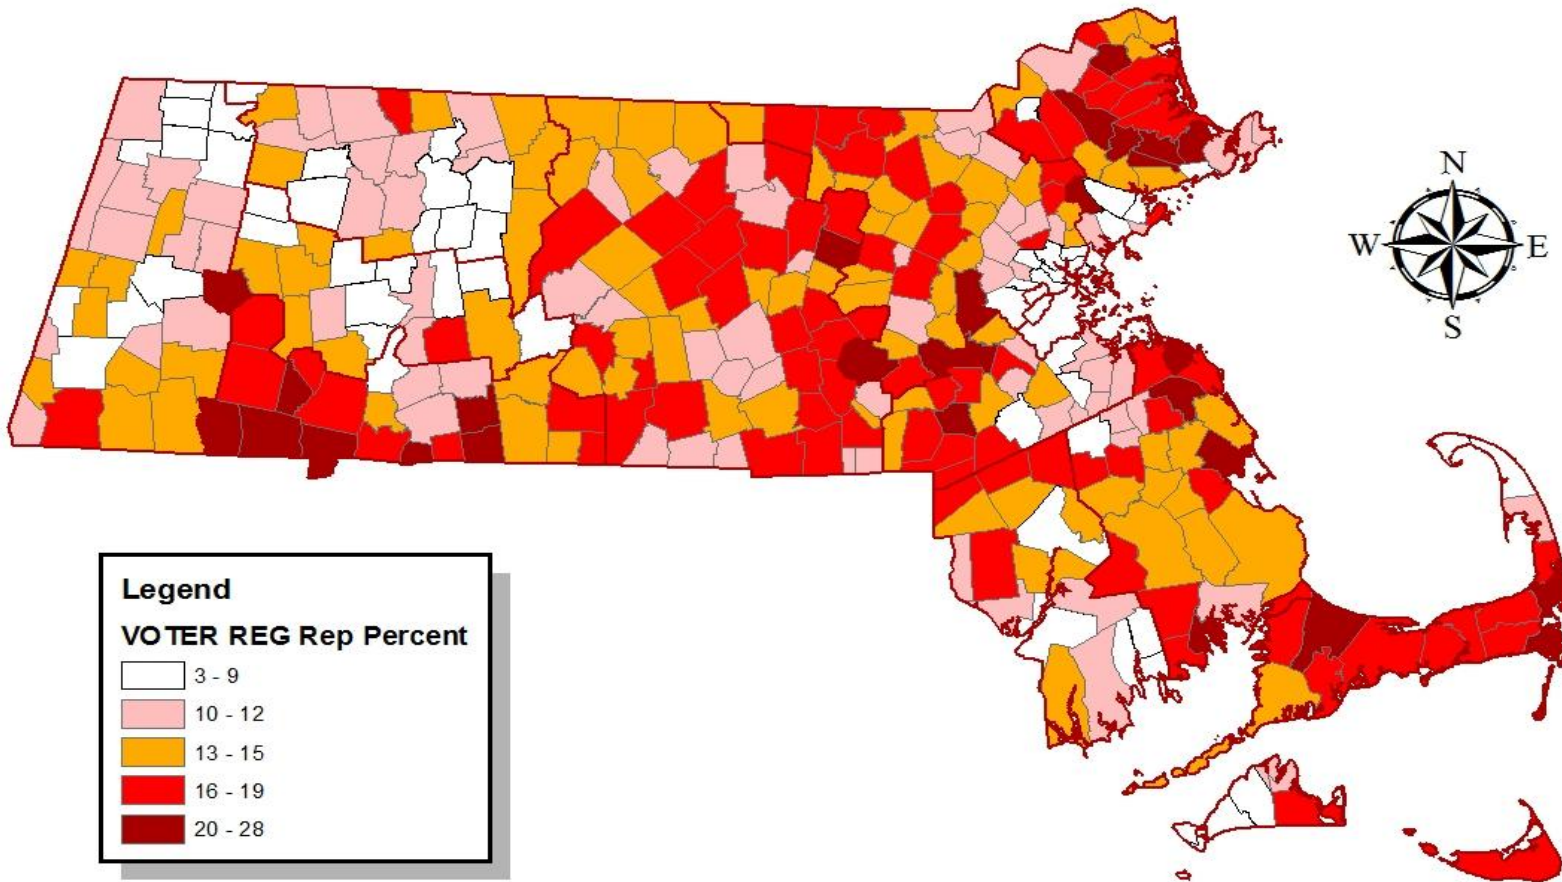 N
W
E
S
Legend
VOTER REG Rep Percent
3 - 9
10 - 12
13 - 15
16 - 19
20 - 28